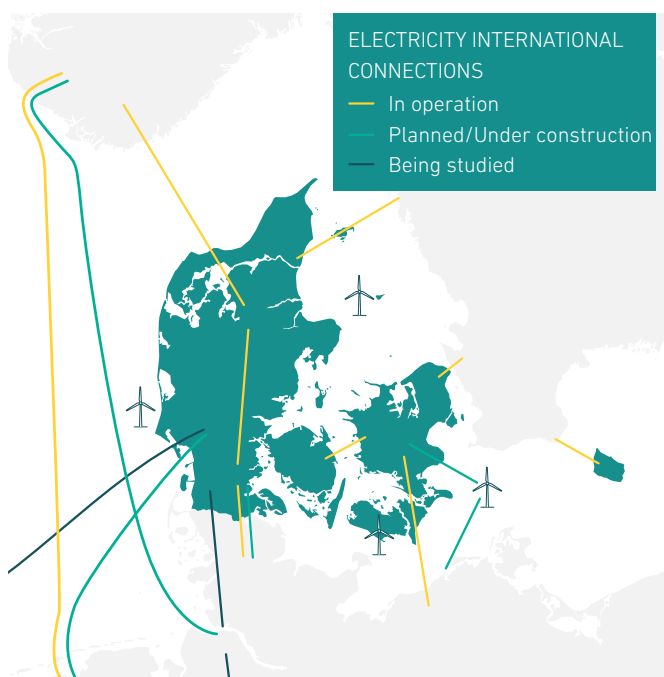 ELECTRICITY INTERNATIONAL
CONNECTIONS
In operation
Planned/Under construction
Being studied